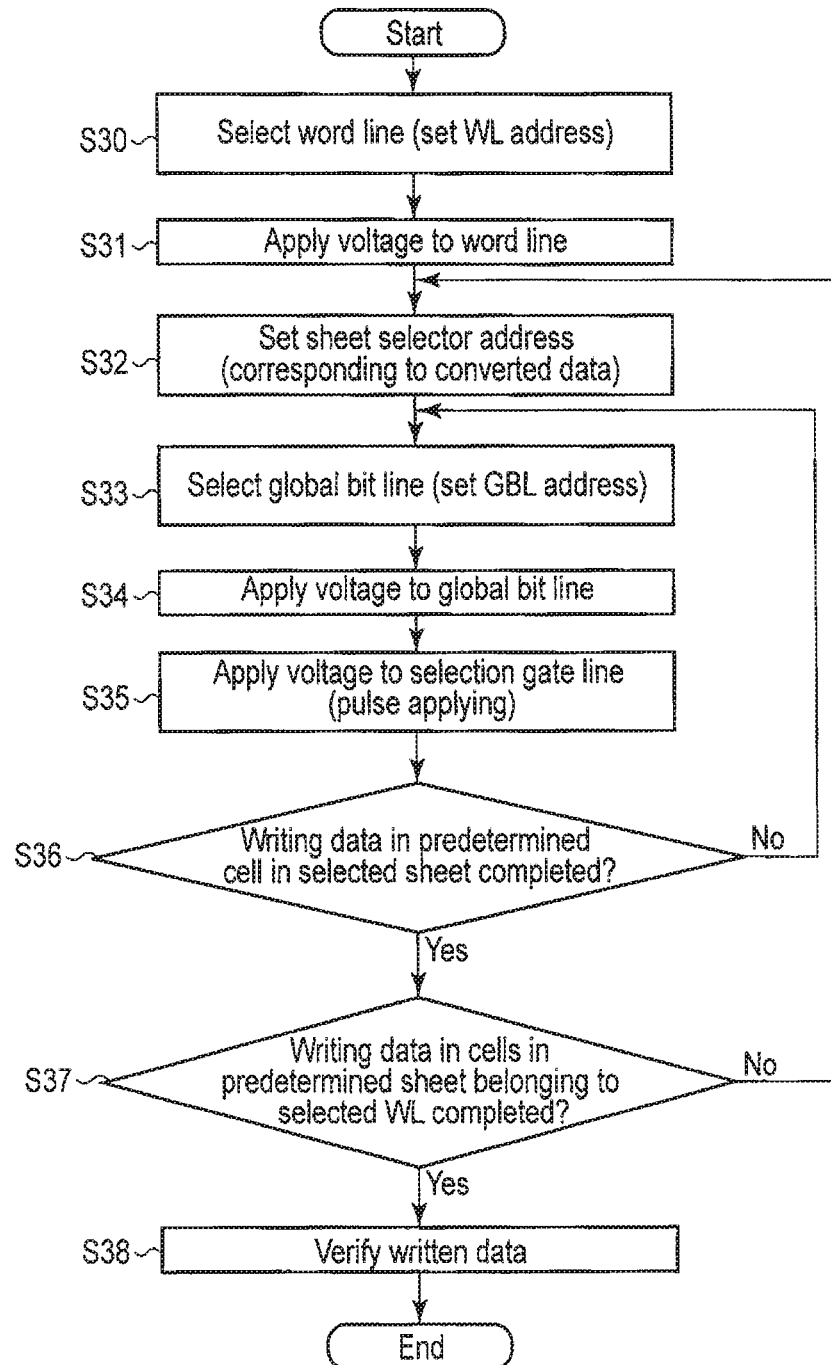 Start
S30
Select word line (set WL address)
S31
Apply voltage to word line
S32
Set sheet selector address
(corresponding to converted data)
S33
Select global bit line (set GBL address)
S34
Apply voltage to global bit line
S35
Apply voltage to selection gate line
(pulse applying)
S36
Writing data in predetermined
cell in selected sheet completed?
No
Yes
S37
Writing data in cells in
predetermined sheet belonging to
selected WL completed?
No
Yes
S38
Verify written data
End